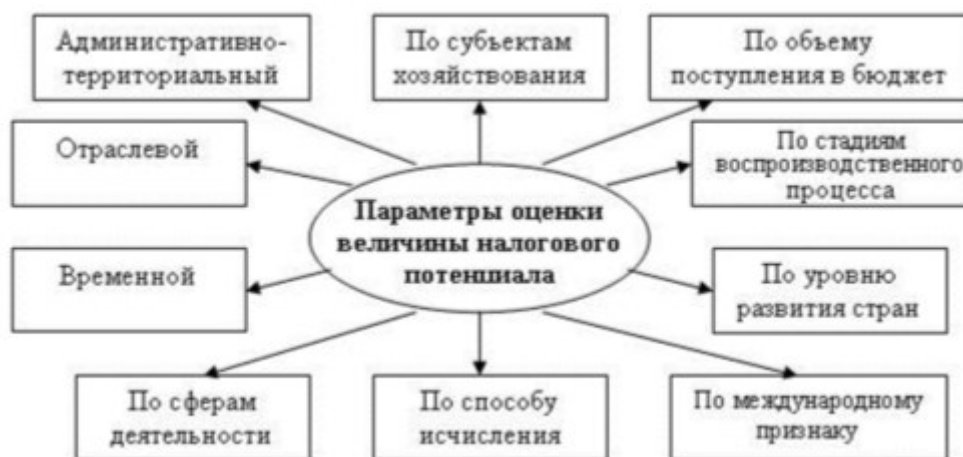 Административно-
территориальный
По субъектам
хозяйствования
По объему
поступления в бюджет
Отраслевой
По стадиям
воспроизводственного
процесса
Параметры оценки
величины налогового
потенциала
Временной
По уровню
развития стран
По сферам
деятельности
По способу
исчисления
По международному
признаку